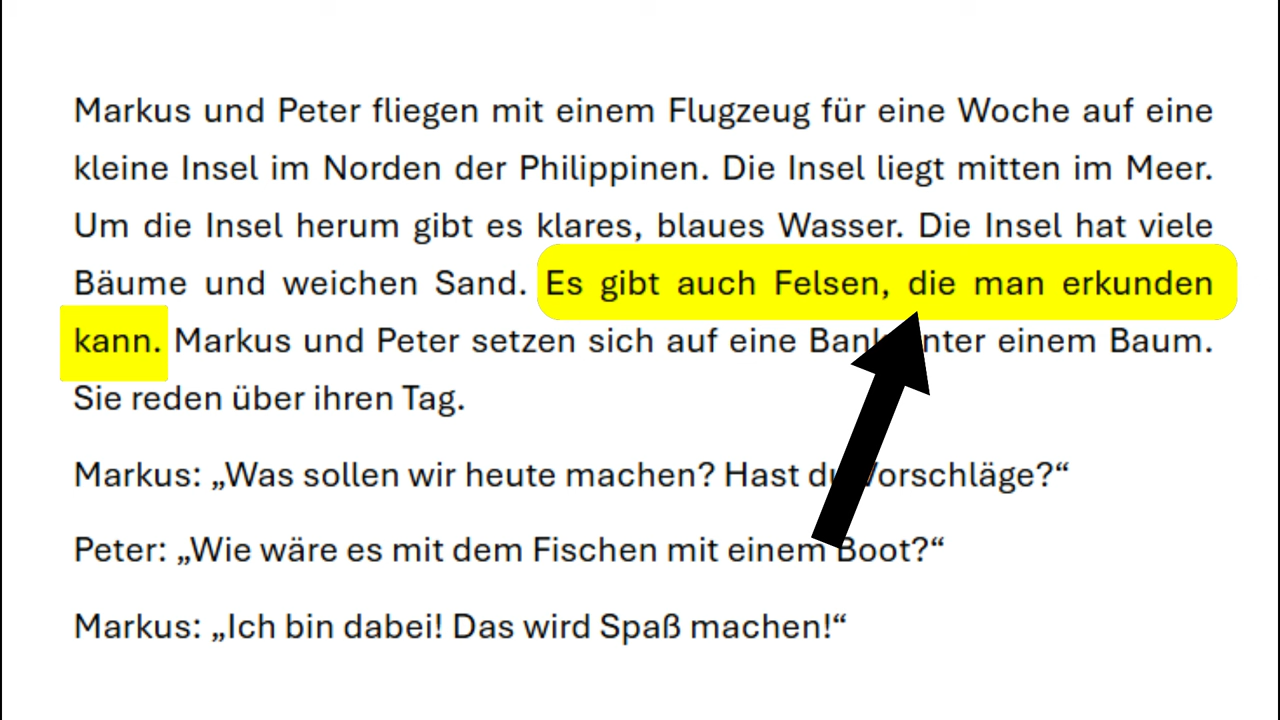 Markus und Peter fliegen mit einem Flugzeug für eine Woche auf eine
kleine Insel im Norden der Philippinen. Die Insel liegt mitten im Meer.
Um die Insel herum gibt es klares, blaues Wasser. Die Insel hat viele
Bäume und weichen Sand. Es gibt auch Felsen, die man erkunden
kann. Markus und Peter setzen sich auf eine Bank unter einem Baum.
Sie reden über ihren Tag.
Markus: „Was sollen wir heute machen? Hast du Vorschläge?“
Peter: „Wie wäre es mit dem Fischen mit einem Boot?“
Markus: „Ich bin dabei! Das wird Spaß machen!“